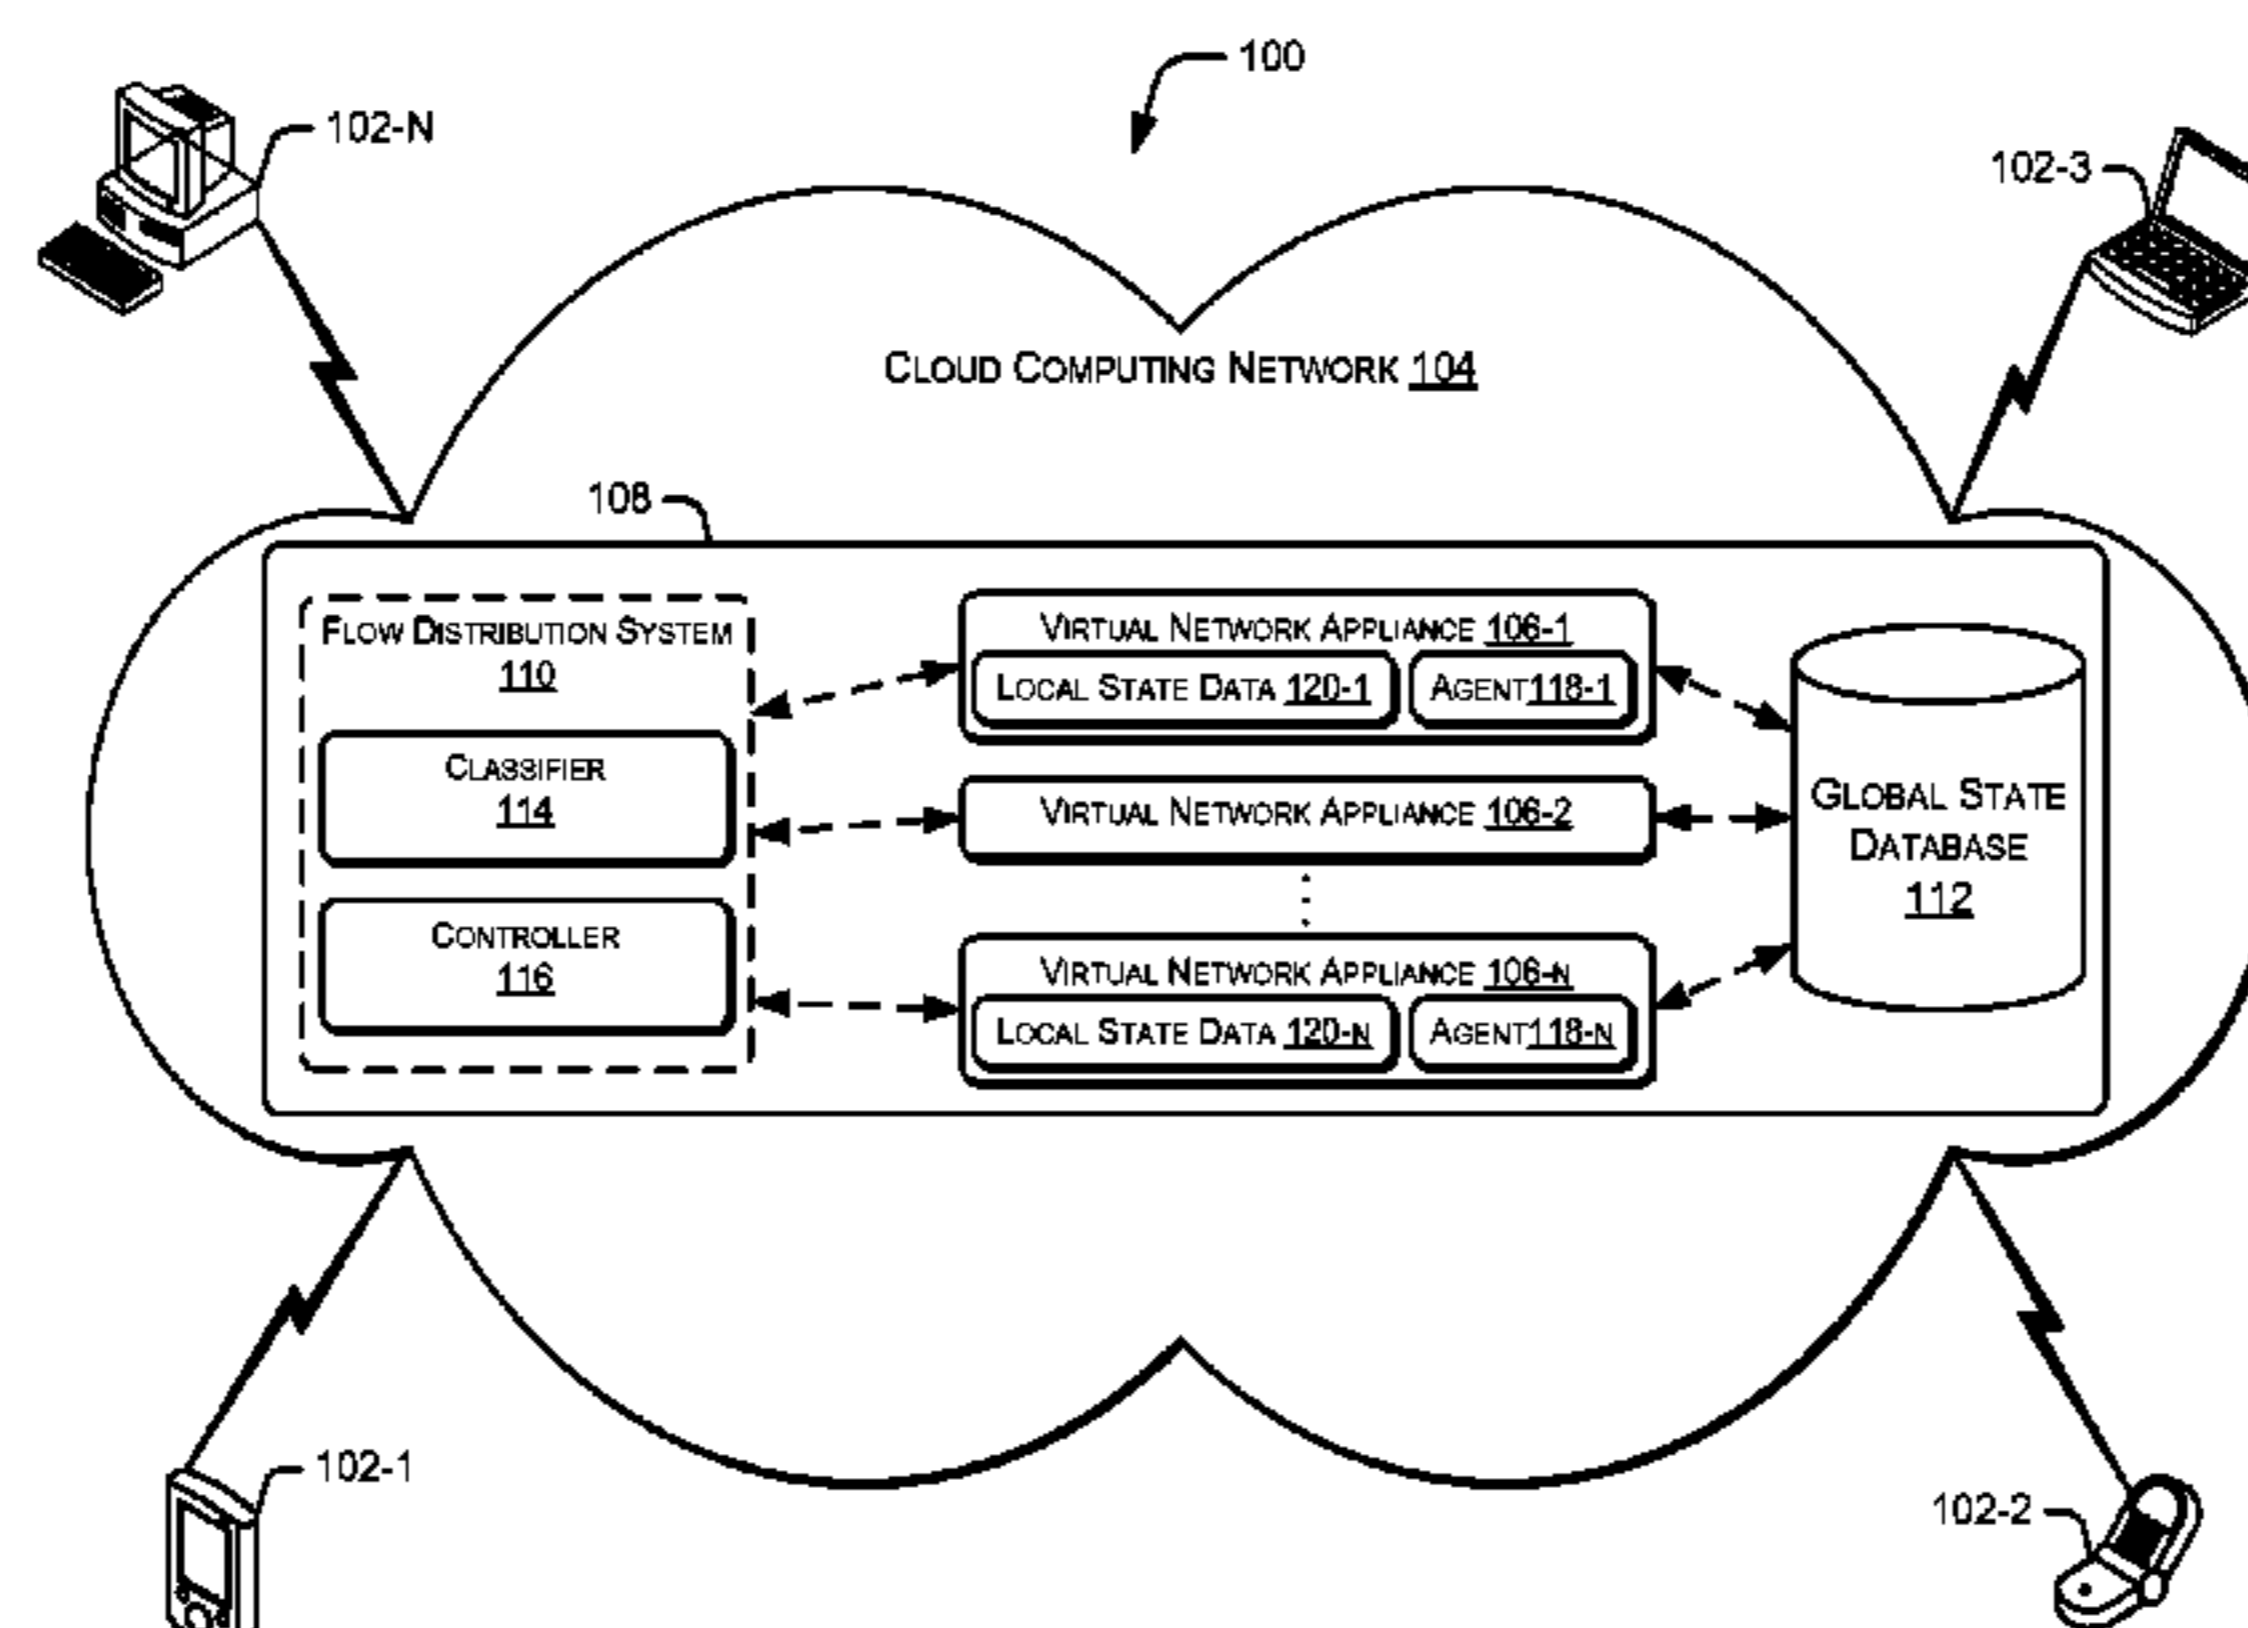 100
102-N
102-3
CLOUD COMPUTING NETWORK 104
108
FLOW DISTRIBUTION SYSTEM
110
CLASSIFIER
114
CONTROLLER
116
VIRTUAL NETWORK APPLIANCE 106-1
LOCAL STATE DATA 120-1
AGENT 118-1
VIRTUAL NETWORK APPLIANCE 106-2
VIRTUAL NETWORK APPLIANCE 106-N
LOCAL STATE DATA 120-N
AGENT 118-N
GLOBAL STATE
DATABASE
112
102-1
102-2